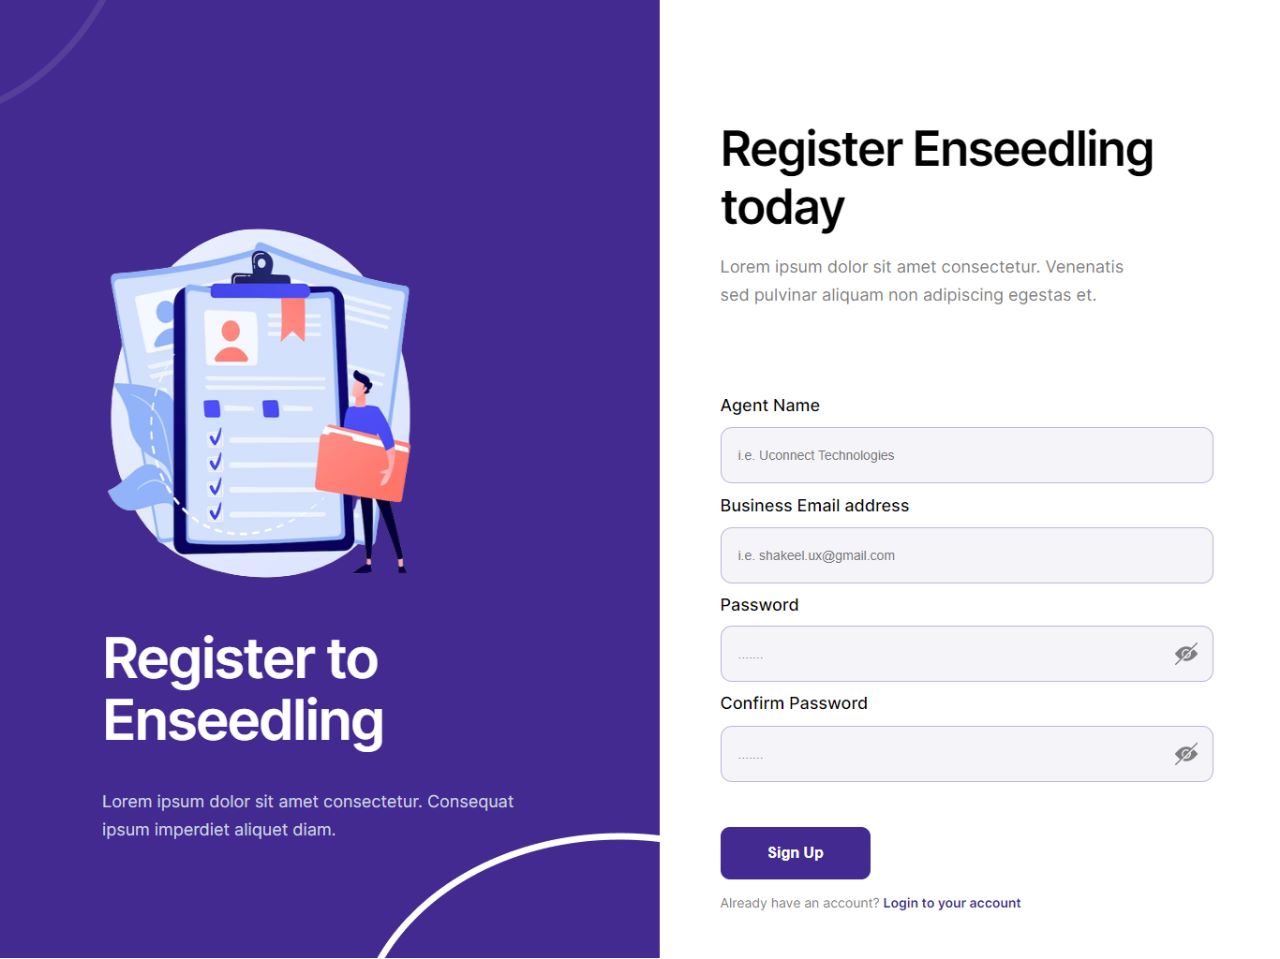 Register to
Enseedling
Lorem ipsum dolor sit amet consectetur. Consequat
ipsum imperdiet aliquet diam.
Register Enseedling
today
Lorem ipsum dolor sit amet consectetur. Venenatis
sed pulvinar aliquam non adipiscing egestas et.
Agent Name
i.e. Uconnect Technologies
Business Email address
i.e. shakeel.ux@gmail.com
Password
.......
Confirm Password
.......
Sign Up
Already have an account? Login to your account